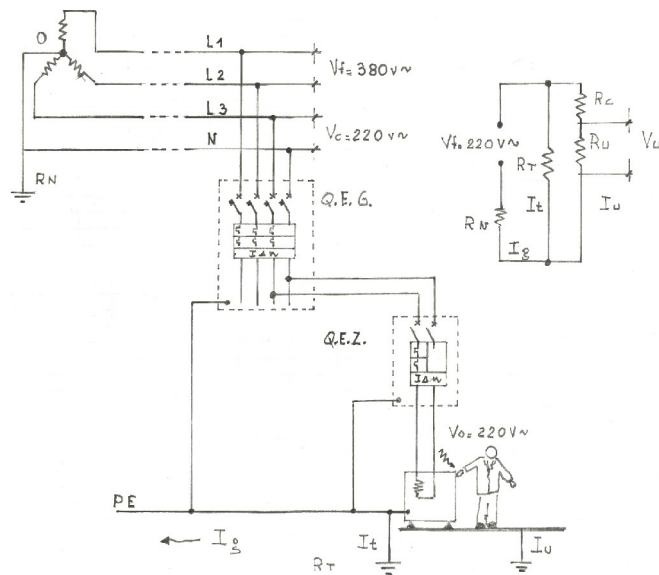 O
L1
L2
Vf=380V~
L3
N
Vc=220V~
RN
Q.E.G.
IΔn
Vf=220V~
RC
RU
VU
RT
It
IU
RN
Ig
Q.E.Z.
IΔn
Vo=220V~
PE
Ig
It
RT
IU